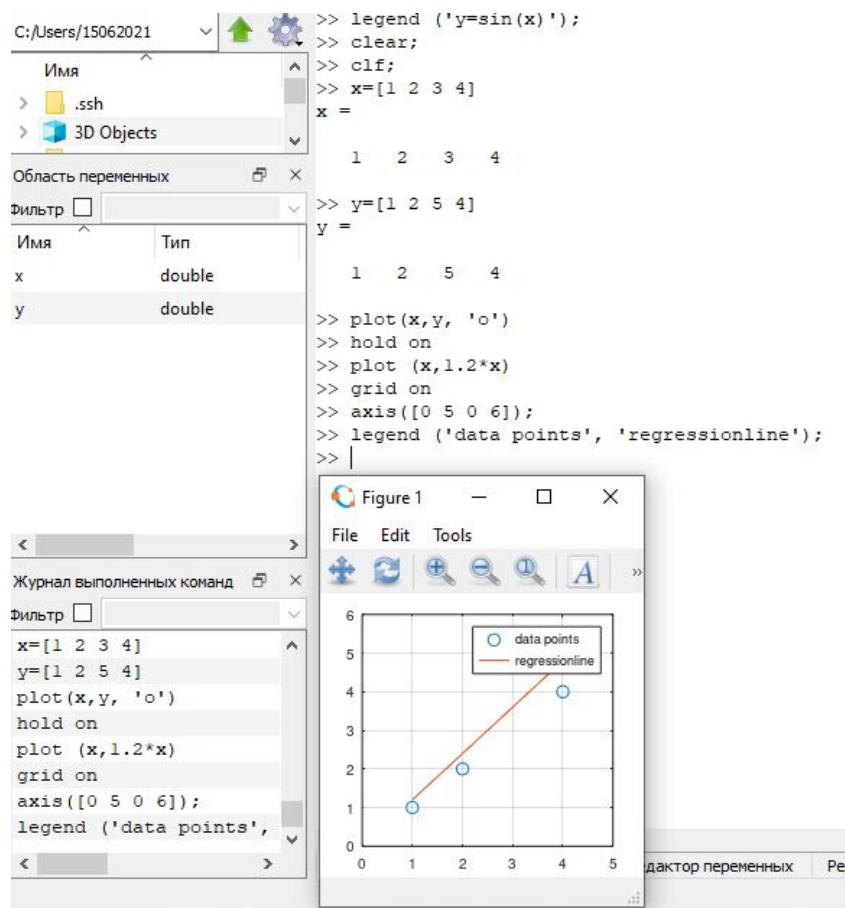 C:/Users/15062021
Имя
.ssh
3D Objects
Область переменных
Фильтр
Имя Тип
x double
y double
Журнал выполненных команд
Фильтр
x=[1 2 3 4]
y=[1 2 5 4]
plot(x,y, 'o')
hold on
plot (x,1.2*x)
grid on
axis([0 5 0 6]);
legend ('data points',
>> legend ('y=sin(x)');
>> clear;
>> clf;
>> x=[1 2 3 4]
x =
1 2 3 4
>> y=[1 2 5 4]
y =
1 2 5 4
>> plot(x,y, 'o')
>> hold on
>> plot (x,1.2*x)
>> grid on
>> axis([0 5 0 6]);
>> legend ('data points', 'regressionline');
>>
Figure 1
File Edit Tools
A »
6
5
4
3
2
1
0
data points
regressionline
0 1 2 3 4 5
дактор переменных Ре